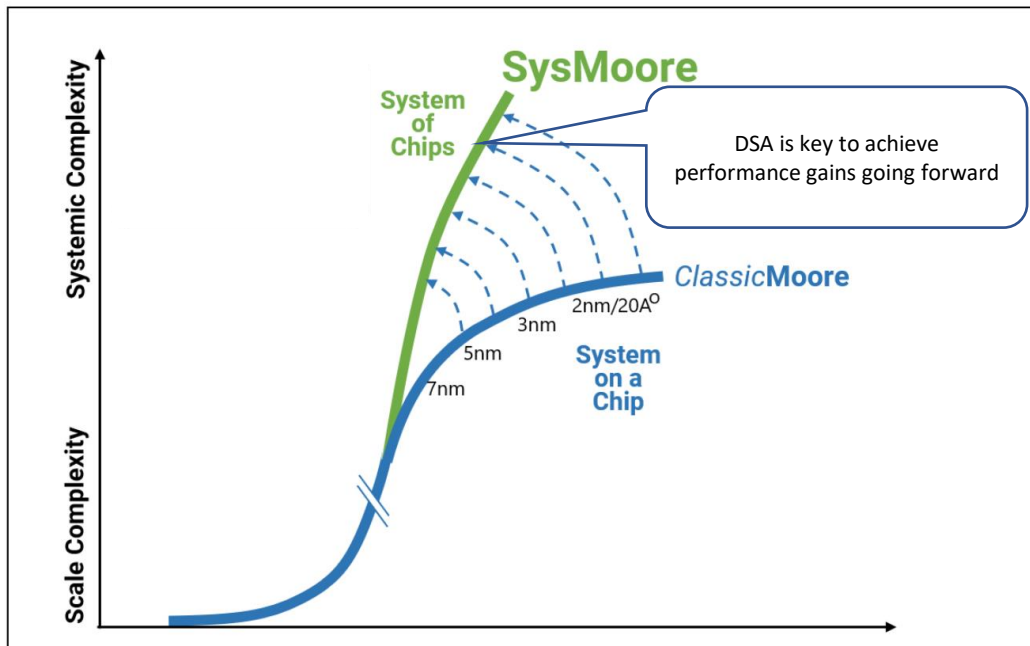 Systemic Complexity
Scale Complexity
SysMoore
System
of
Chips
DSA is key to achieve
performance gains going forward
ClassicMoore
2nm/20Aº
3nm
5nm
7nm
System
on a
Chip